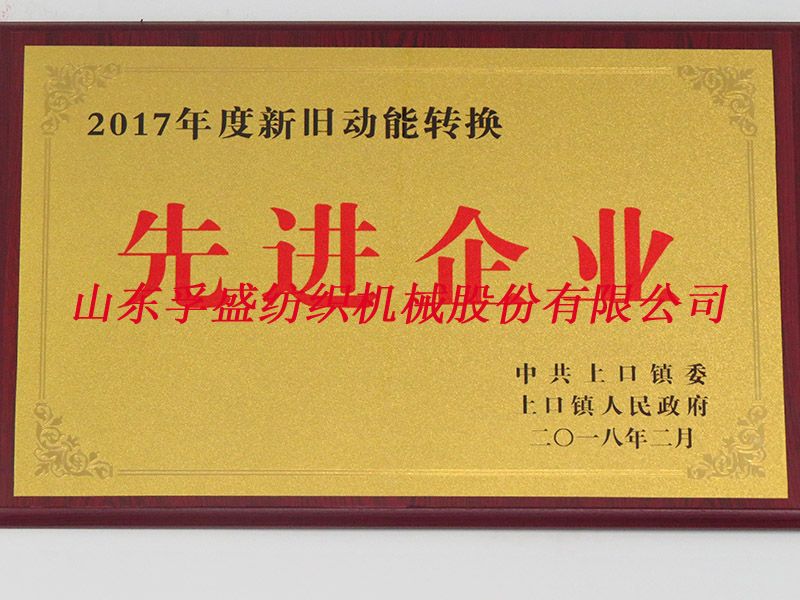 2017年度新旧动能转换
先进企业
山东孚盛纺织机械股份有限公司
中共上口镇委
上口镇人民政府
二〇一八年二月